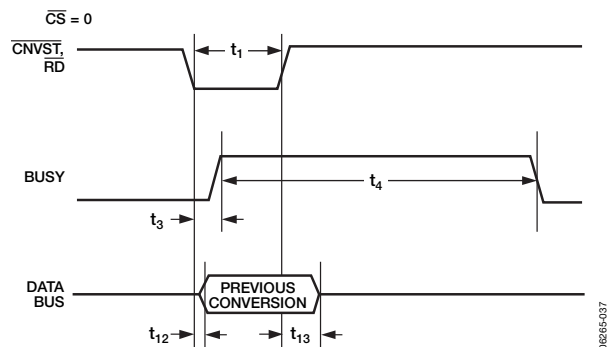 CS = 0
CNVST,
RD
t1
BUSY
t4
t3
DATA
BUS
PREVIOUS
CONVERSION
t12
t13
06265-037